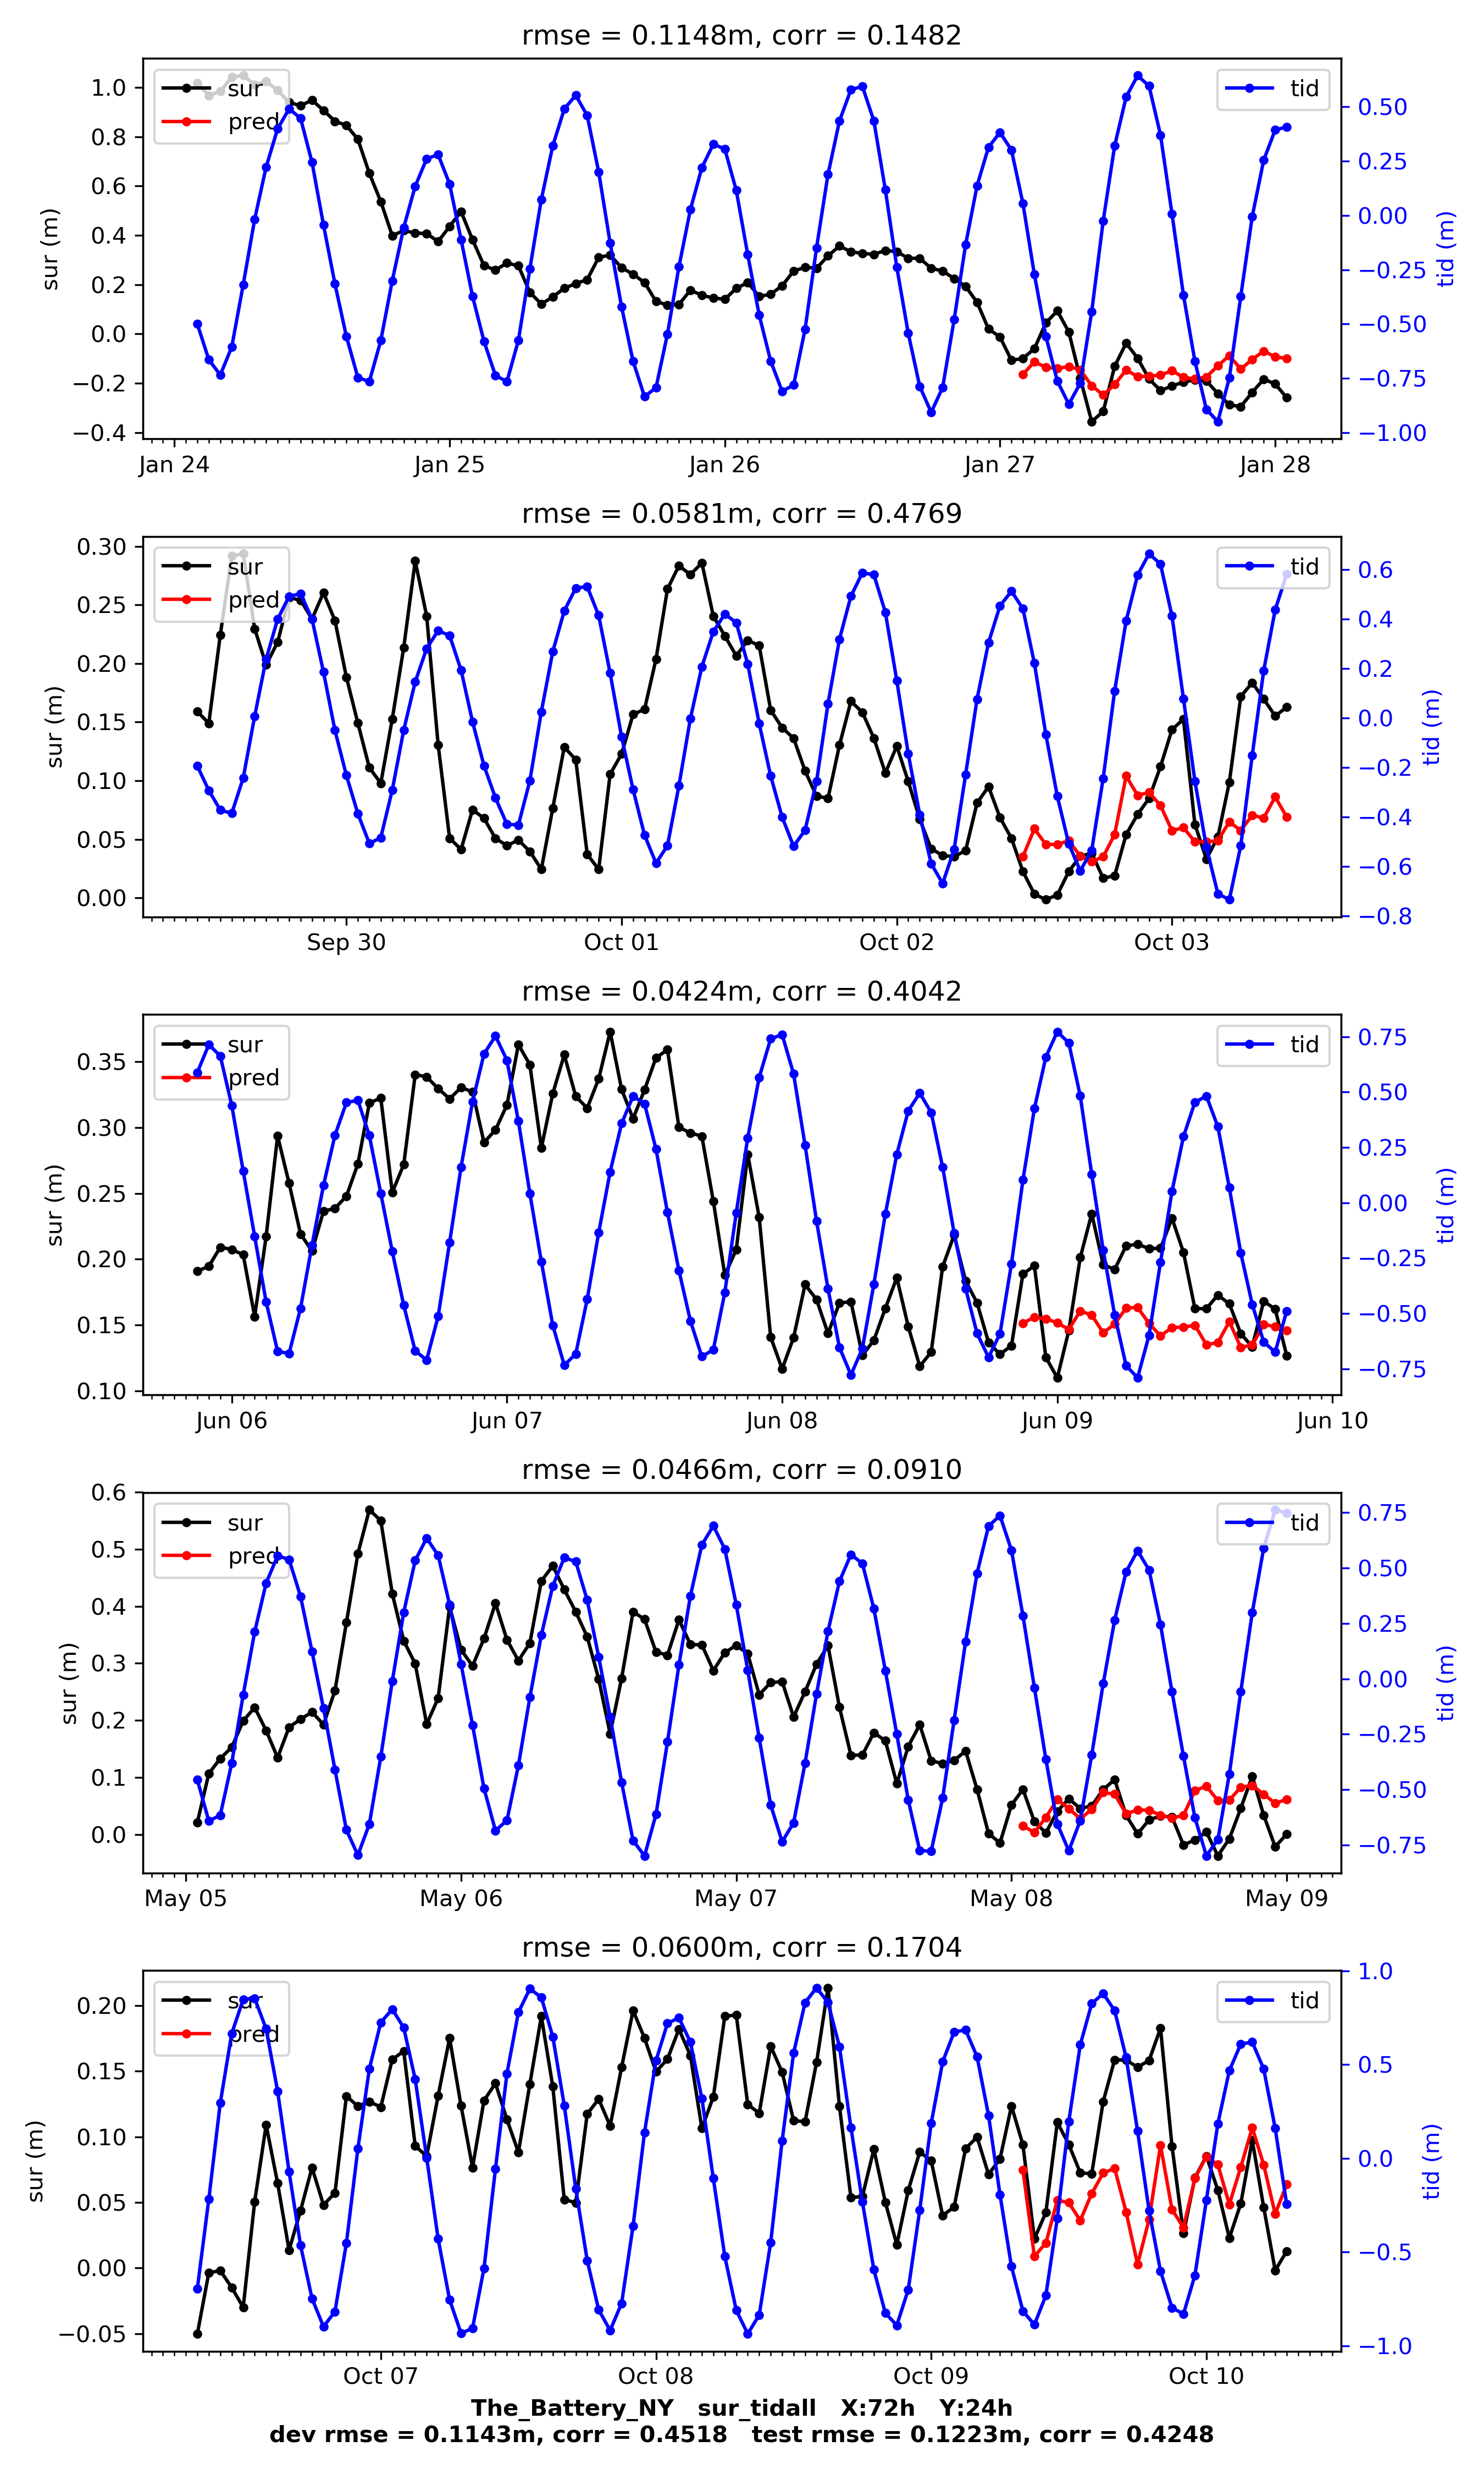 rmse = 0.1148m, corr = 0.1482
sur
pred
tid
1.0
0.8
0.6
0.4
0.2
0.0
−0.2
−0.4
sur (m)
0.50
0.25
0.00
−0.25
−0.50
−0.75
−1.00
tid (m)
Jan 24 Jan 25 Jan 26 Jan 27 Jan 28
rmse = 0.0581m, corr = 0.4769
sur
pred
tid
0.30
0.25
0.20
0.15
0.10
0.05
0.00
sur (m)
0.6
0.4
0.2
0.0
−0.2
−0.4
−0.6
−0.8
tid (m)
Sep 30 Oct 01 Oct 02 Oct 03
rmse = 0.0424m, corr = 0.4042
sur
pred
tid
0.35
0.30
0.25
0.20
0.15
0.10
sur (m)
0.75
0.50
0.25
0.00
−0.25
−0.50
−0.75
tid (m)
Jun 06 Jun 07 Jun 08 Jun 09 Jun 10
rmse = 0.0466m, corr = 0.0910
sur
pred
tid
0.6
0.5
0.4
0.3
0.2
0.1
0.0
sur (m)
0.75
0.50
0.25
0.00
−0.25
−0.50
−0.75
tid (m)
May 05 May 06 May 07 May 08 May 09
rmse = 0.0600m, corr = 0.1704
sur
pred
tid
0.20
0.15
0.10
0.05
0.00
−0.05
sur (m)
1.0
0.5
0.0
−0.5
−1.0
tid (m)
Oct 07 Oct 08 Oct 09 Oct 10
The_Battery_NY sur_tidall X:72h Y:24h
dev rmse = 0.1143m, corr = 0.4518 test rmse = 0.1223m, corr = 0.4248